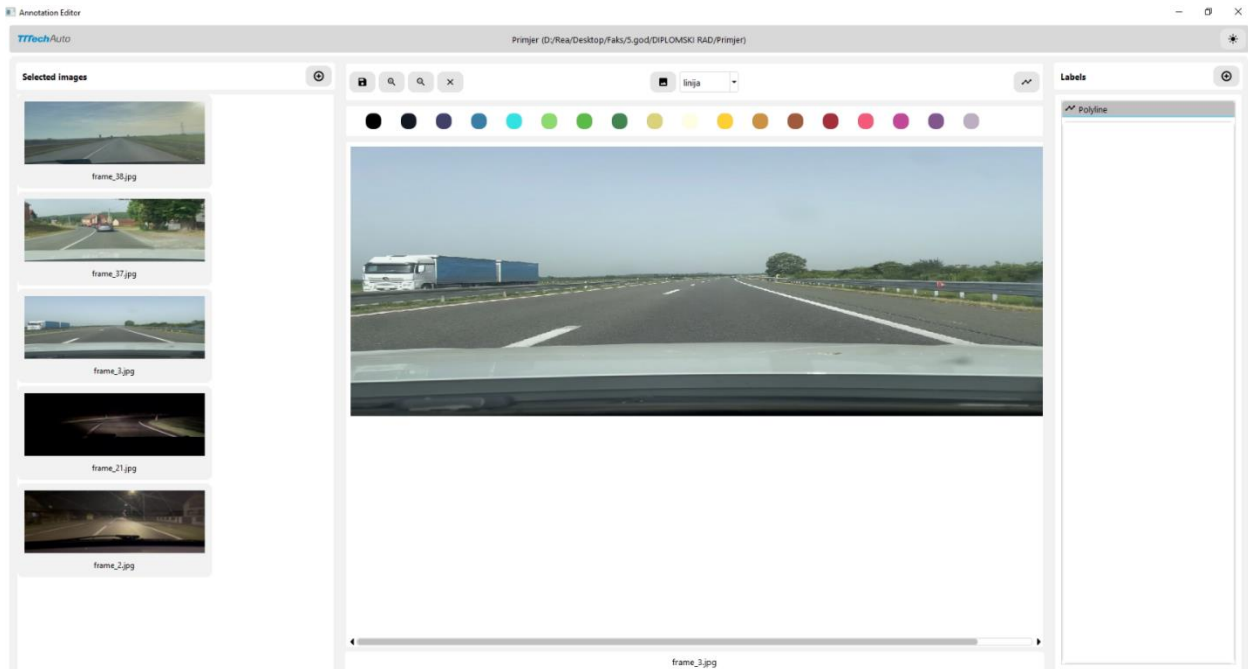 Annotation Editor
TTTechAuto
Primjer (D:/Rea/Desktop/Faks/5.god/DIPLOMSKI RAD/Primjer)
Selected images
frame_38.jpg
frame_37.jpg
frame_3.jpg
frame_21.jpg
frame_2.jpg
linija
frame_3.jpg
Labels
Polyline